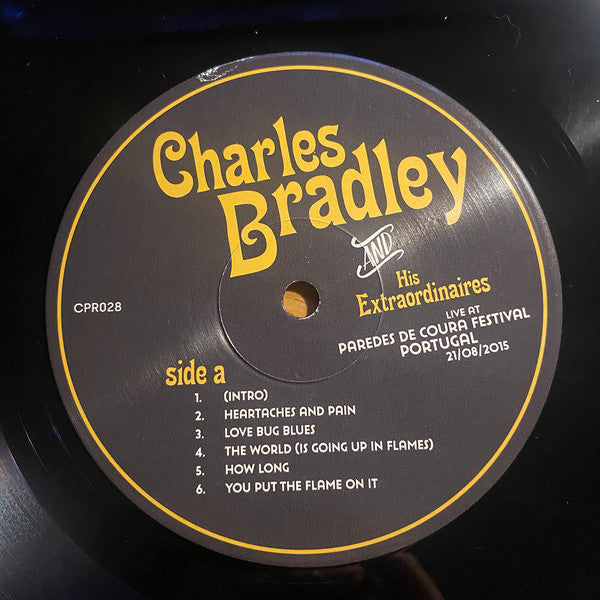 Charles
Bradley
AND
His
Extraordinaires
LIVE AT
PAREDES DE COURA FESTIVAL
PORTUGAL
21/08/2015
CPR028
side a
1. (INTRO)
2. HEARTACHES AND PAIN
3. LOVE BUG BLUES
4. THE WORLD (IS GOING UP IN FLAMES)
5. HOW LONG
6. YOU PUT THE FLAME ON IT